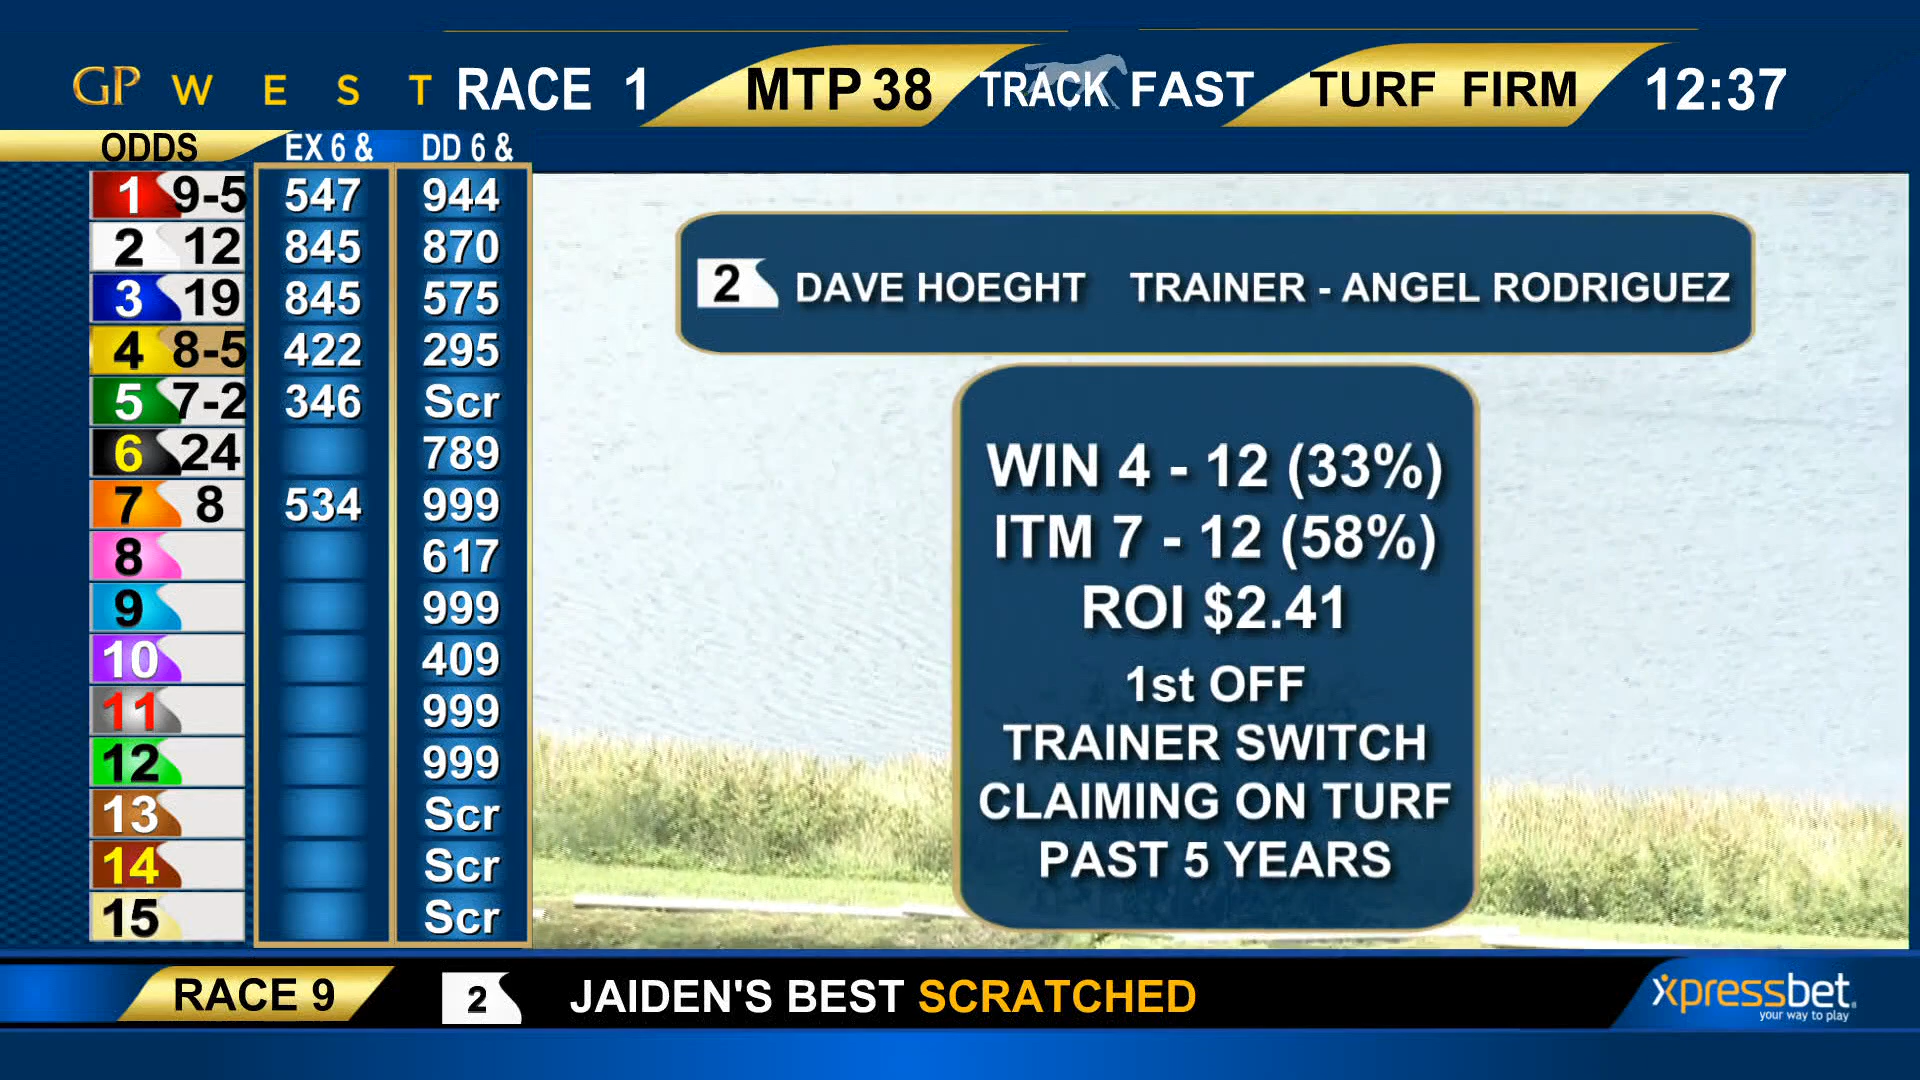 GP WEST RACE 1 MTP 38 TRACK FAST TURF FIRM 12:37
ODDS EX 6 & DD 6 &
1 9-5 547 944
2 12 845 870
3 19 845 575
4 8-5 422 295
5 7-2 346 Scr
6 24 789
7 8 534 999
8 617
9 999
10 409
11 999
12 999
13 Scr
14 Scr
15 Scr
2 DAVE HOEGHT TRAINER - ANGEL RODRIGUEZ
WIN 4 - 12 (33%)
ITM 7 - 12 (58%)
ROI $2.41
1st OFF
TRAINER SWITCH
CLAIMING ON TURF
PAST 5 YEARS
RACE 9 2 JAIDEN'S BEST SCRATCHED
xpressbet.
your way to play